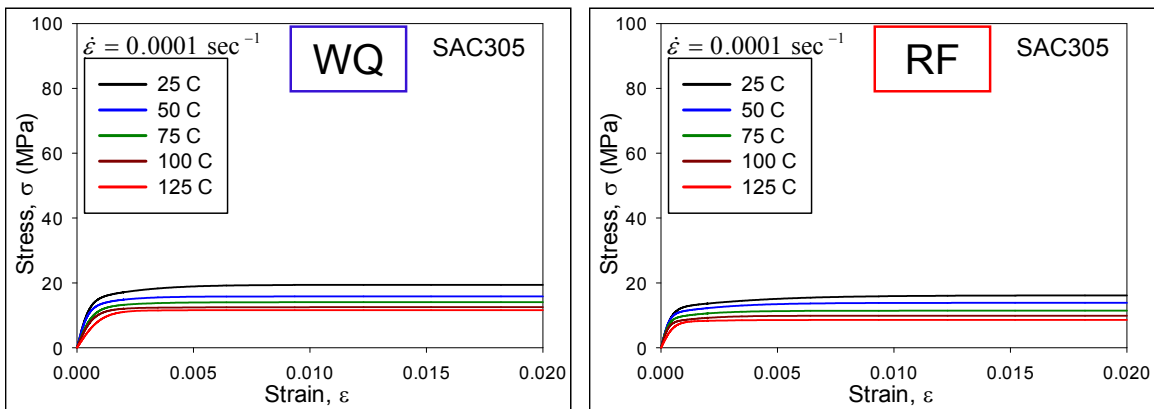 100
80
60
40
20
0
Stress, σ (MPa)
ε̇ = 0.0001 sec⁻¹
WQ
SAC305
25 C
50 C
75 C
100 C
125 C
0.000
0.005
0.010
0.015
0.020
Strain, ε
100
80
60
40
20
0
Stress, σ (MPa)
ε̇ = 0.0001 sec⁻¹
RF
SAC305
25 C
50 C
75 C
100 C
125 C
0.000
0.005
0.010
0.015
0.020
Strain, ε